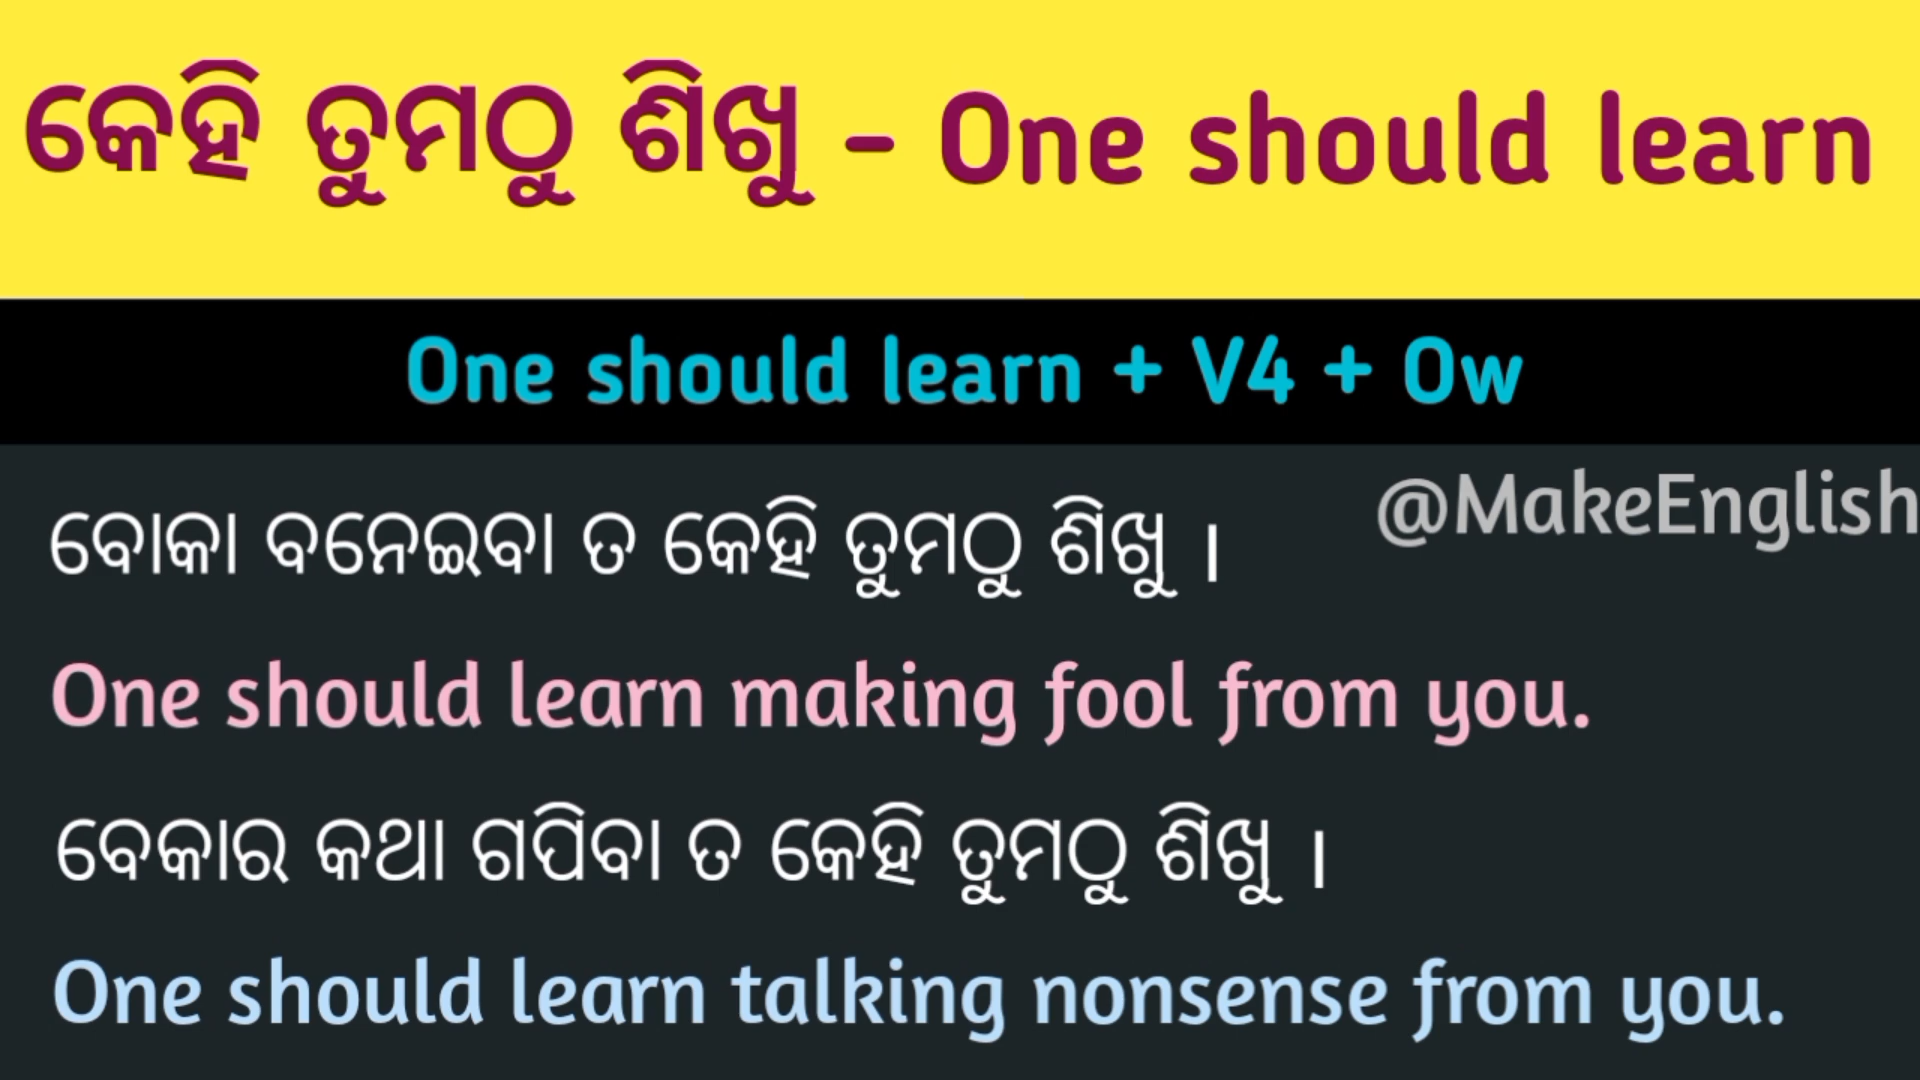 କେହି ତୁମଠୁ ଶିଖୁ - One should learn
One should learn + V4 + Ow
@MakeEnglish
ବୋକା ବନେଇବା ତ କେହି ତୁମଠୁ ଶିଖୁ ।
One should learn making fool from you.
ବେକାର କଥା ଗପିବା ତ କେହି ତୁମଠୁ ଶିଖୁ ।
One should learn talking nonsense from you.